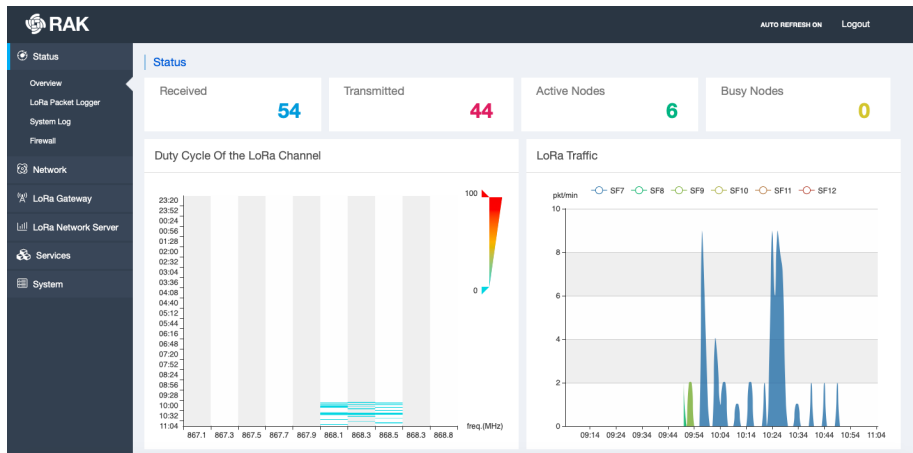 RAK
AUTO REFRESH ON
Logout
Status
Overview
LoRa Packet Logger
System Log
Firewall
Network
LoRa Gateway
LoRa Network Server
Services
System
Status
Received
54
Transmitted
44
Active Nodes
6
Busy Nodes
0
Duty Cycle Of the LoRa Channel
100
0
23:20
23:52
00:24
00:56
01:28
02:00
02:32
03:04
03:36
04:08
04:40
05:12
05:44
06:16
06:48
07:20
07:52
08:24
08:56
09:28
10:00
10:32
11:04
867.1 867.3 867.5 867.7 867.9 868.1 868.3 868.5 868.3 868.8
freq.(MHz)
LoRa Traffic
SF7 SF8 SF9 SF10 SF11 SF12
pkt/min
10
8
6
4
2
0
09:14 09:24 09:34 09:44 09:54 10:04 10:14 10:24 10:34 10:44 10:54 11:04